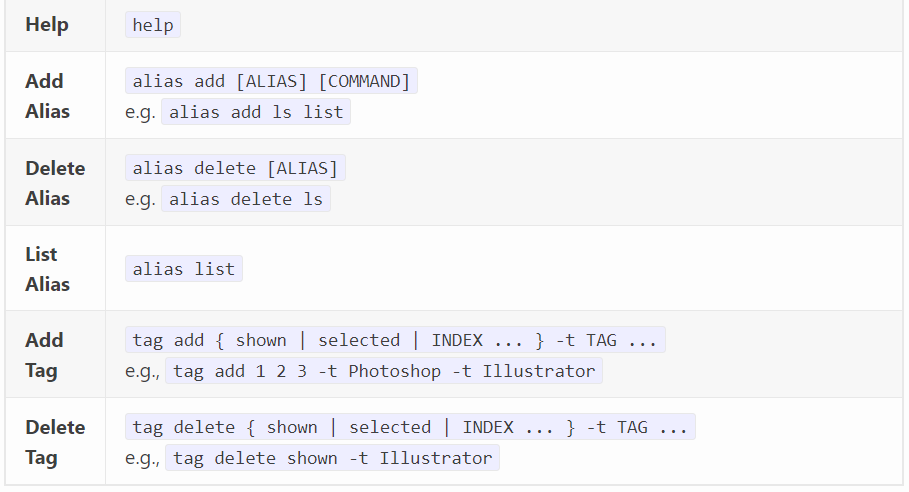 Help
help
Add
Alias
alias add [ALIAS] [COMMAND]
e.g. alias add ls list
Delete
Alias
alias delete [ALIAS]
e.g. alias delete ls
List
Alias
alias list
Add
Tag
tag add { shown | selected | INDEX ... } -t TAG ...
e.g., tag add 1 2 3 -t Photoshop -t Illustrator
Delete
Tag
tag delete { shown | selected | INDEX ... } -t TAG ...
e.g., tag delete shown -t Illustrator